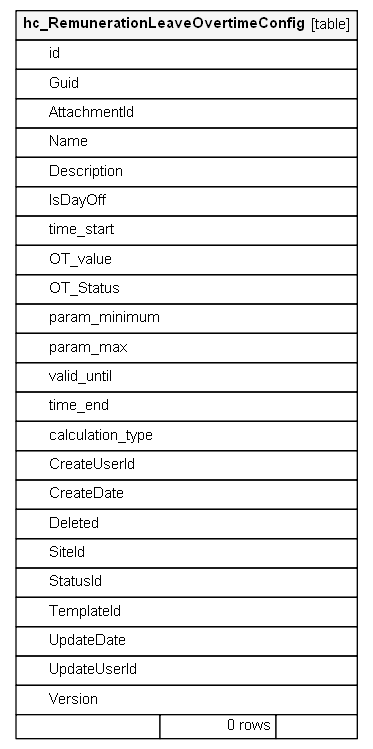 hc_RemunerationLeaveOvertimeConfig [table]
id
Guid
AttachmentId
Name
Description
IsDayOff
time_start
OT_value
OT_Status
param_minimum
param_max
valid_until
time_end
calculation_type
CreateUserId
CreateDate
Deleted
SiteId
StatusId
TemplateId
UpdateDate
UpdateUserId
Version
0 rows